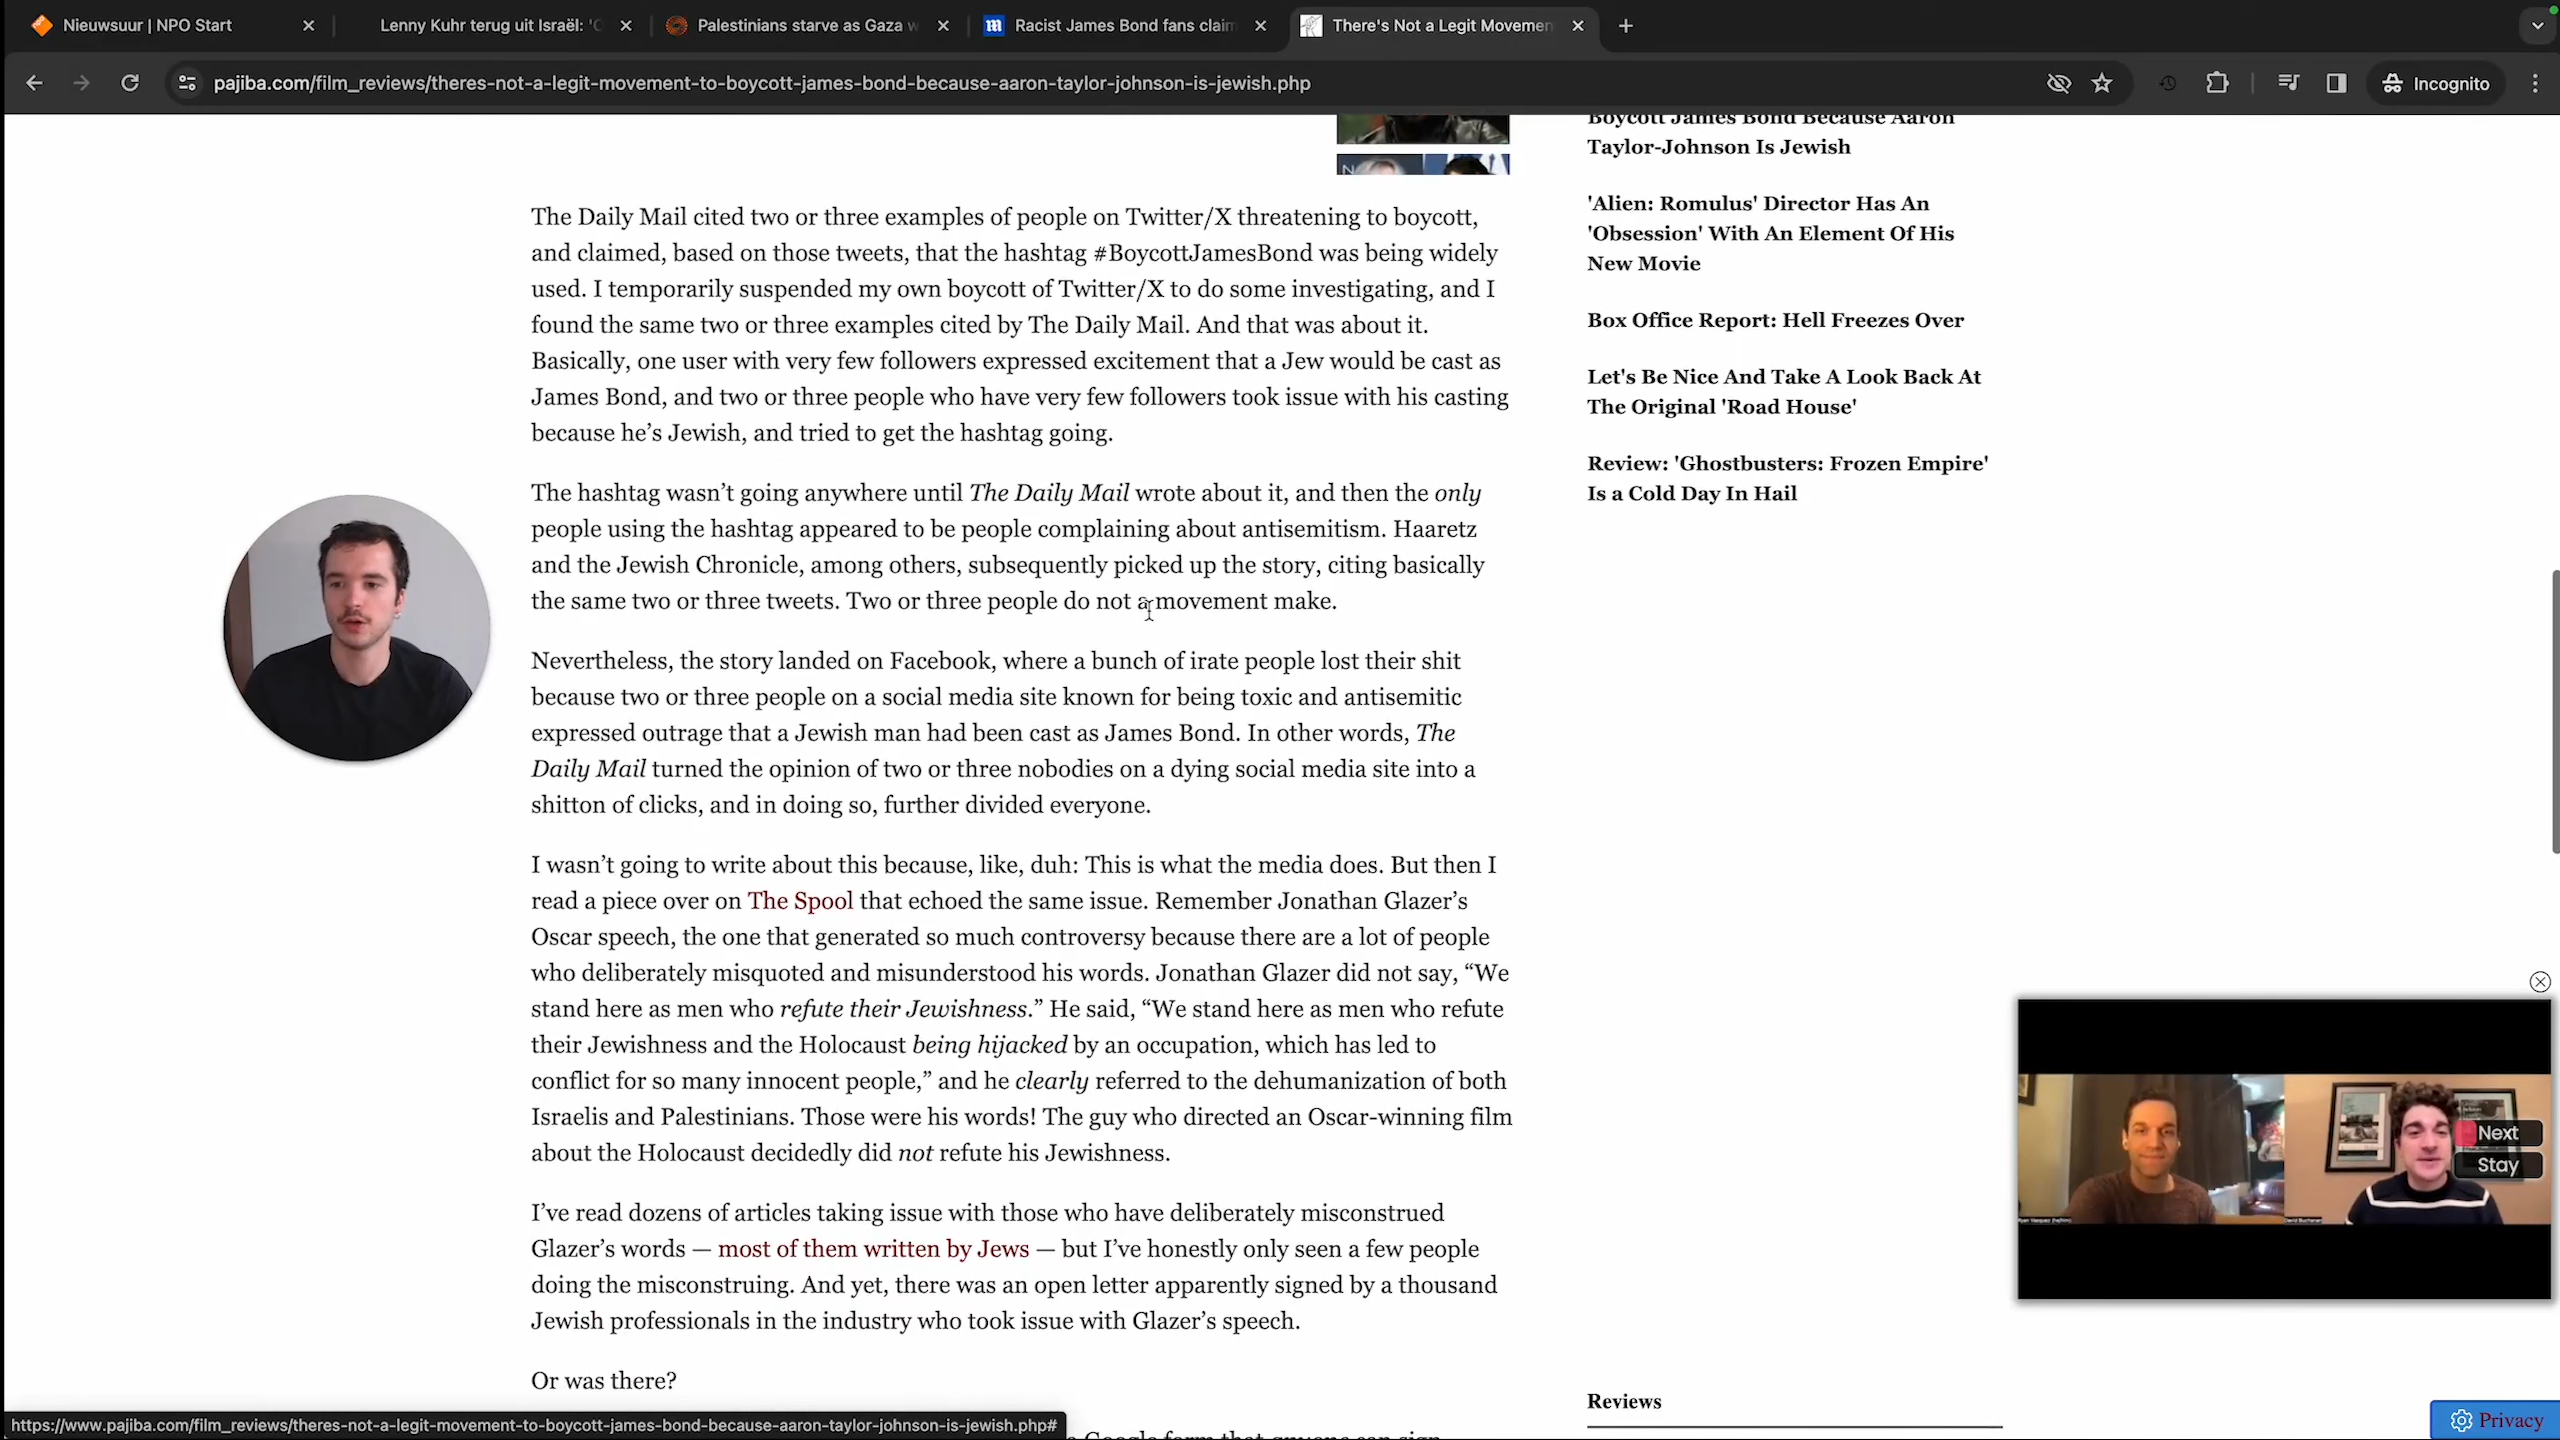 Nieuwsuur | NPO Start
Lenny Kuhr terug uit Israël: 'O
Palestinians starve as Gaza w
m
Racist James Bond fans claim
There's Not a Legit Movemen
pajiba.com/film_reviews/theres-not-a-legit-movement-to-boycott-james-bond-because-aaron-taylor-johnson-is-jewish.php
Incognito
The Daily Mail cited two or three examples of people on Twitter/X threatening to boycott,
and claimed, based on those tweets, that the hashtag #BoycottJamesBond was being widely
used. I temporarily suspended my own boycott of Twitter/X to do some investigating, and I
found the same two or three examples cited by The Daily Mail. And that was about it.
Basically, one user with very few followers expressed excitement that a Jew would be cast as
James Bond, and two or three people who have very few followers took issue with his casting
because he’s Jewish, and tried to get the hashtag going.
The hashtag wasn’t going anywhere until The Daily Mail wrote about it, and then the only
people using the hashtag appeared to be people complaining about antisemitism. Haaretz
and the Jewish Chronicle, among others, subsequently picked up the story, citing basically
the same two or three tweets. Two or three people do not a movement make.
Nevertheless, the story landed on Facebook, where a bunch of irate people lost their shit
because two or three people on a social media site known for being toxic and antisemitic
expressed outrage that a Jewish man had been cast as James Bond. In other words, The
Daily Mail turned the opinion of two or three nobodies on a dying social media site into a
shitton of clicks, and in doing so, further divided everyone.
I wasn’t going to write about this because, like, duh: This is what the media does. But then I
read a piece over on The Spool that echoed the same issue. Remember Jonathan Glazer’s
Oscar speech, the one that generated so much controversy because there are a lot of people
who deliberately misquoted and misunderstood his words. Jonathan Glazer did not say, “We
stand here as men who refute their Jewishness.” He said, “We stand here as men who refute
their Jewishness and the Holocaust being hijacked by an occupation, which has led to
conflict for so many innocent people,” and he clearly referred to the dehumanization of both
Israelis and Palestinians. Those were his words! The guy who directed an Oscar-winning film
about the Holocaust decidedly did not refute his Jewishness.
I’ve read dozens of articles taking issue with those who have deliberately misconstrued
Glazer’s words — most of them written by Jews — but I’ve honestly only seen a few people
doing the misconstruing. And yet, there was an open letter apparently signed by a thousand
Jewish professionals in the industry who took issue with Glazer’s speech.
Or was there?
Google form that anyone can sign
Boycott James Bond Because Aaron
Taylor-Johnson Is Jewish
'Alien: Romulus' Director Has An
'Obsession' With An Element Of His
New Movie
Box Office Report: Hell Freezes Over
Let's Be Nice And Take A Look Back At
The Original 'Road House'
Review: 'Ghostbusters: Frozen Empire'
Is a Cold Day In Hail
Next
Stay
Reviews
Privacy
https://www.pajiba.com/film_reviews/theres-not-a-legit-movement-to-boycott-james-bond-because-aaron-taylor-johnson-is-jewish.php#